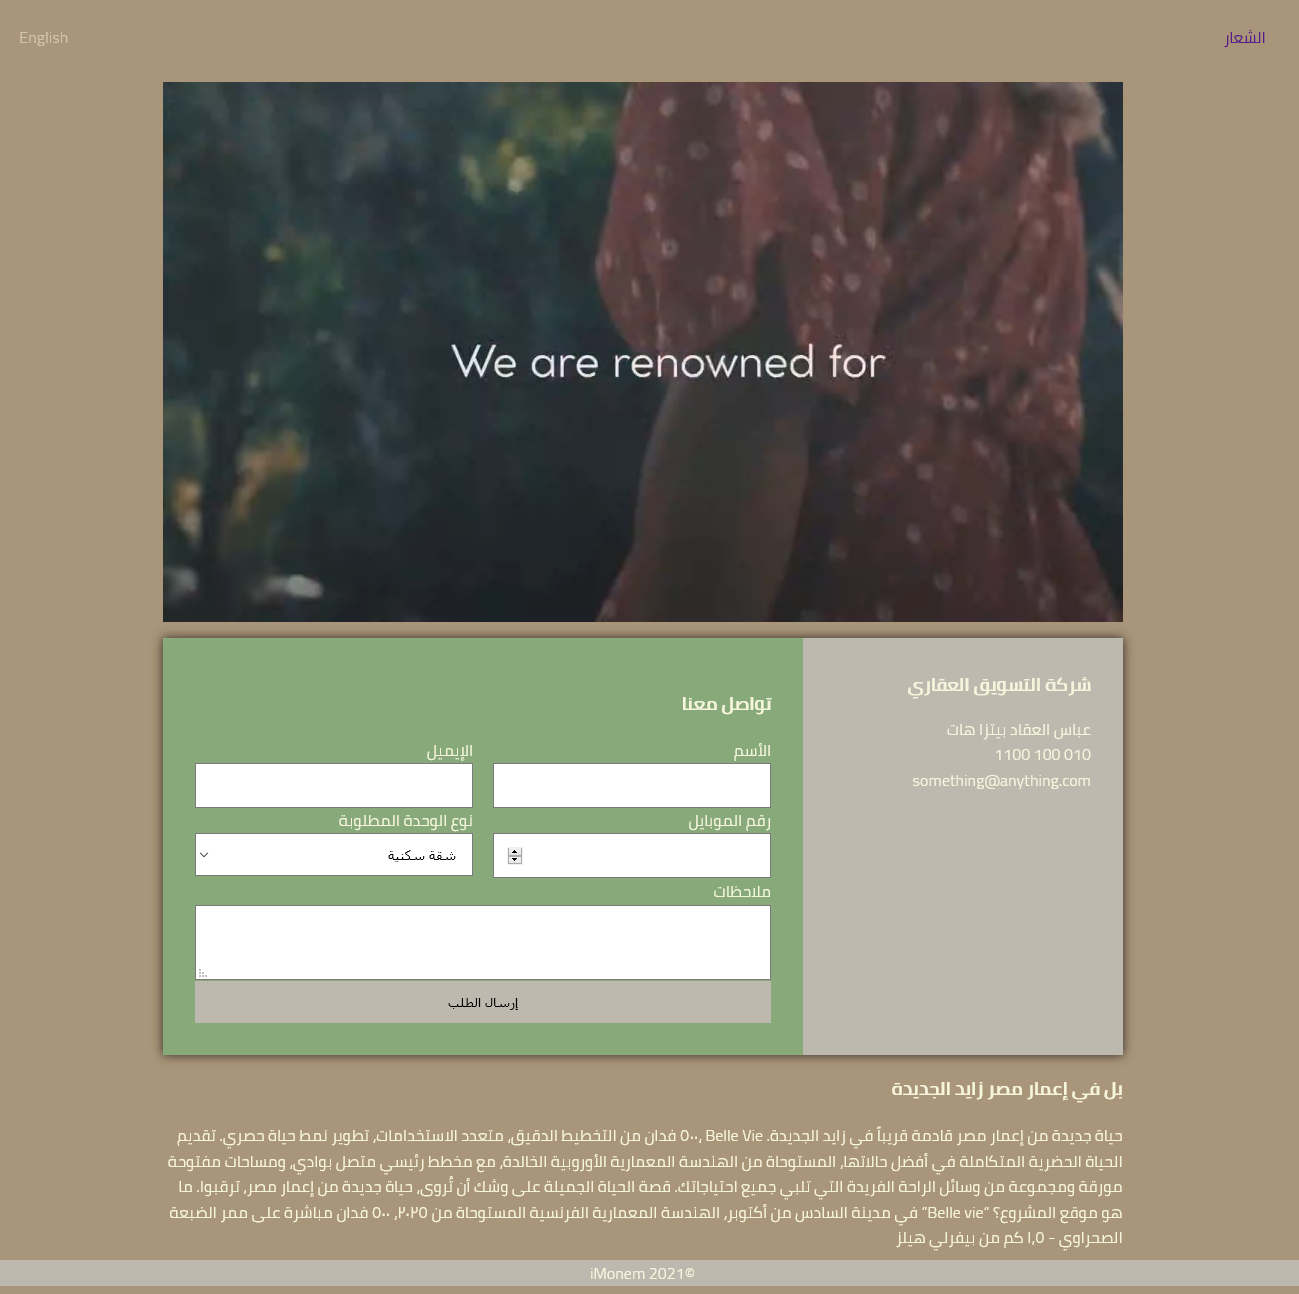 الشعار
English
We are renowned for
شركة التسويق العقاري
عباس العقاد بيتزا هات
010 100 1100
something@anything.com
تواصل معنا
الأسم
الإيميل
رقم الموبايل
نوع الوحدة المطلوبة
شقة سكنية
ملاحظات
إرسال الطلب
بل في إعمار مصر زايد الجديدة
حياة جديدة من إعمار مصر قادمة قريباً في زايد الجديدة. Belle Vie ،٥٠٠ فدان من التخطيط الدقيق، متعدد الاستخدامات، تطوير نمط حياة حصري. تقديم
الحياة الحضرية المتكاملة في أفضل حالاتها، المستوحاة من الهندسة المعمارية الأوروبية الخالدة، مع مخطط رئيسي متصل بوادي، ومساحات مفتوحة
مورقة ومجموعة من وسائل الراحة الفريدة التي تلبي جميع احتياجاتك. قصة الحياة الجميلة على وشك أن تُروى، حياة جديدة من إعمار مصر, ترقبوا. ما
هو موقع المشروع؟ “Belle vie” في مدينة السادس من أكتوبر, الهندسة المعمارية الفرنسية المستوحاة من ٢٠٢٥، ٥٠٠ فدان مباشرة على ممر الضبعة
الصحراوي - ١,٥ كم من بيفرلي هيلز
©iMonem 2021